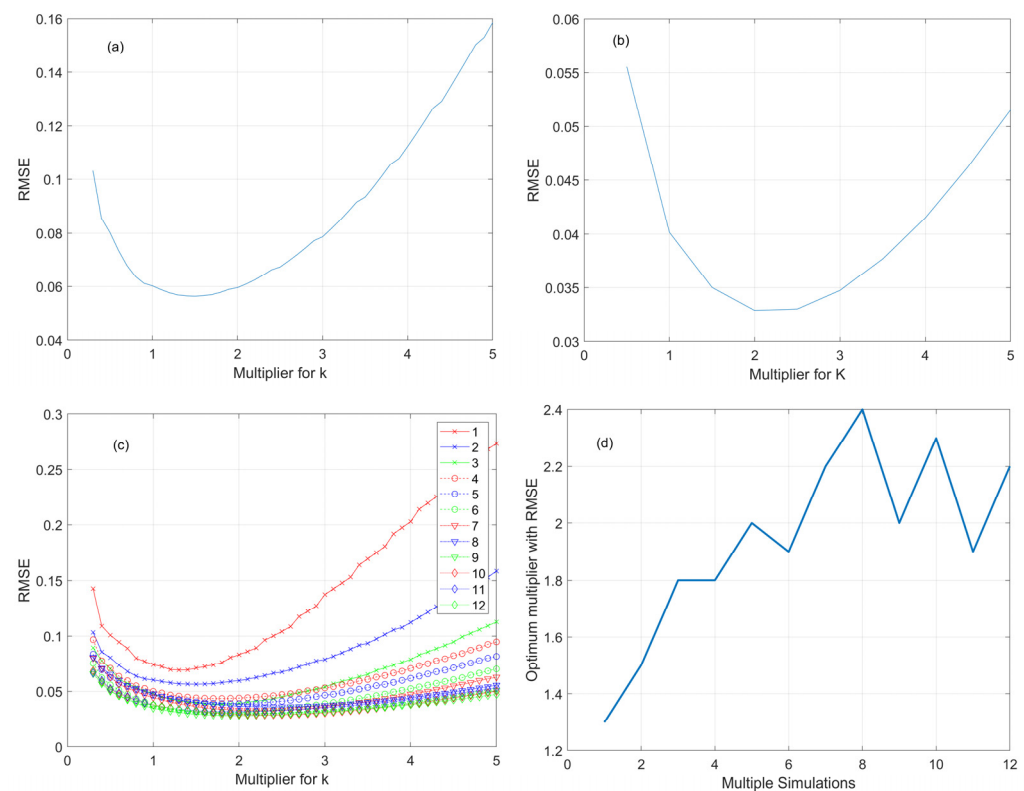 (a)
RMSE
0.16
0.14
0.12
0.1
0.08
0.06
0.04
0 1 2 3 4 5
Multiplier for k
(b)
RMSE
0.06
0.055
0.05
0.045
0.04
0.035
0.03
0 1 2 3 4 5
Multiplier for K
(c)
RMSE
0.3
0.25
0.2
0.15
0.1
0.05
0
0 1 2 3 4 5
Multiplier for k
1
2
3
4
5
6
7
8
9
10
11
12
(d)
Optimum multiplier with RMSE
2.4
2.2
2
1.8
1.6
1.4
1.2
0 2 4 6 8 10 12
Multiple Simulations